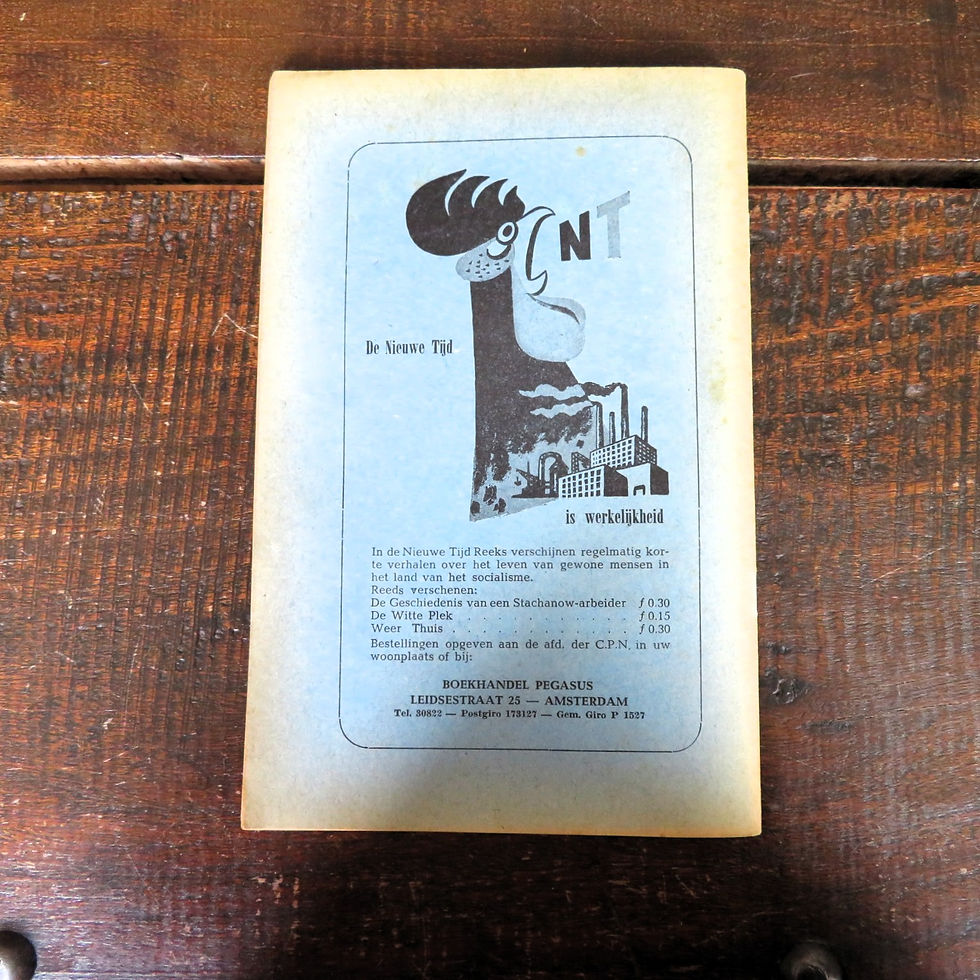 NT
De Nieuwe Tijd
is werkelijkheid
In de Nieuwe Tijd Reeks verschijnen regelmatig kor-
te verhalen over het leven van gewone mensen in
het land van het socialisme.
Reeds verschenen:
De Geschiedenis van een Stachanow-arbeider ƒ 0.30
De Witte Plek . . . . . . . . . . . . ƒ 0.15
Weer Thuis . . . . . . . . . . . . . ƒ 0.30
Bestellingen opgeven aan de afd. der C.P.N. in uw
woonplaats of bij:
BOEKHANDEL PEGASUS
LEIDSESTRAAT 25 — AMSTERDAM
Tel. 30822 — Postgiro 173127 — Gem. Giro P 1527